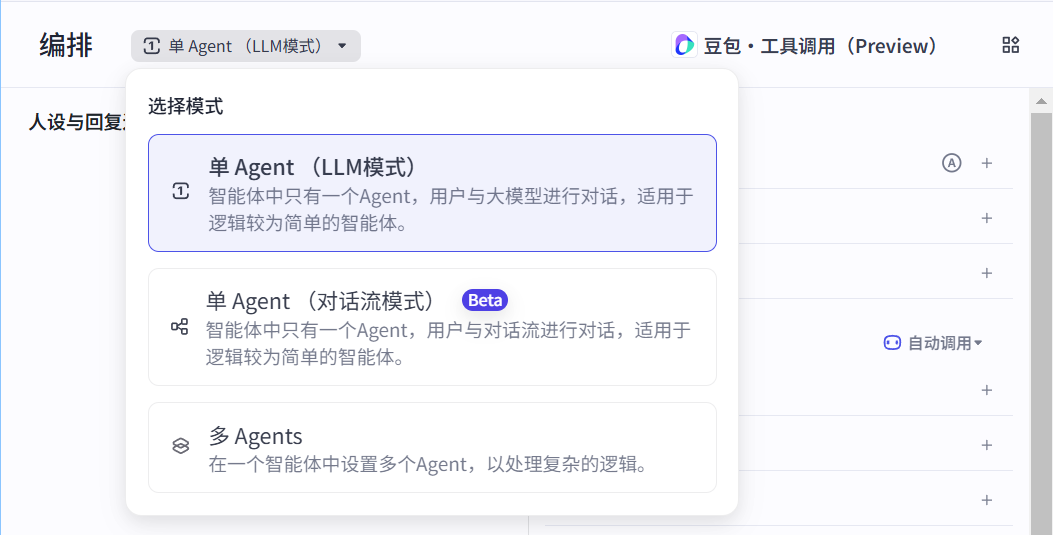 编排
单 Agent （LLM模式）
豆包·工具调用（Preview）
人设与回复
选择模式
单 Agent （LLM模式）
智能体中只有一个Agent，用户与大模型进行对话，适用于
逻辑较为简单的智能体。
单 Agent （对话流模式） Beta
智能体中只有一个Agent，用户与对话流进行对话，适用于
逻辑较为简单的智能体。
自动调用
多 Agents
在一个智能体中设置多个Agent，以处理复杂的逻辑。